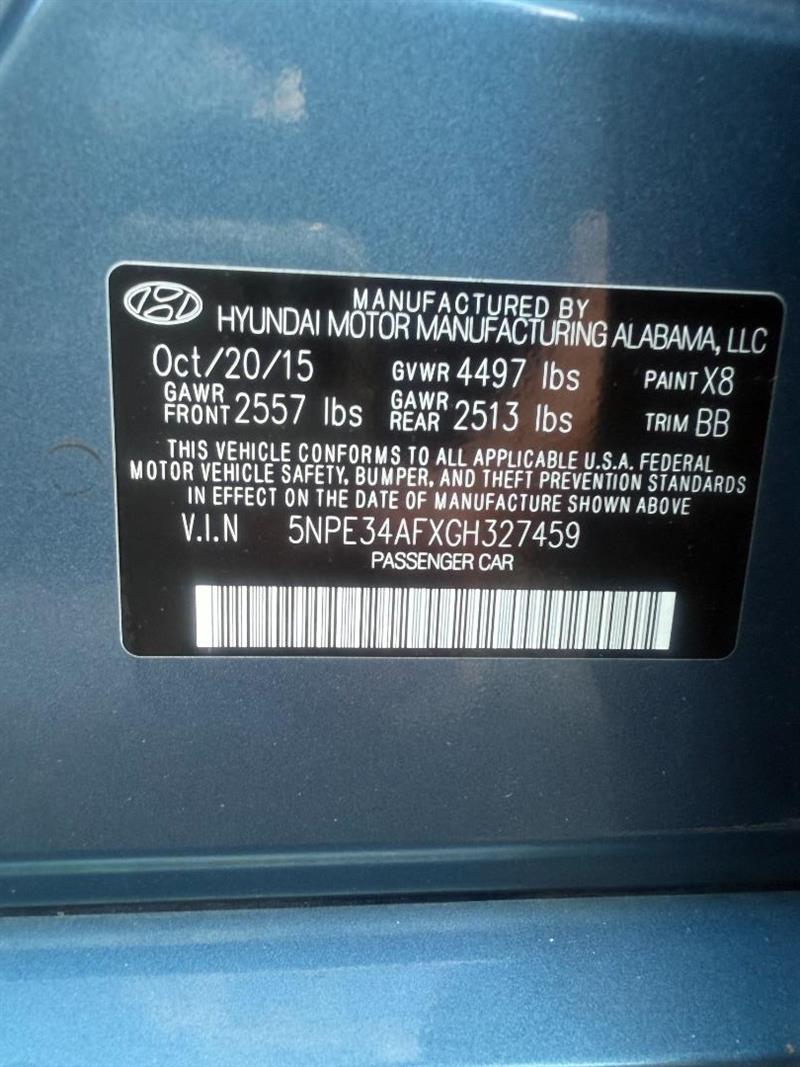 MANUFACTURED BY
HYUNDAI MOTOR MANUFACTURING ALABAMA, LLC
Oct/20/15 GVWR 4497 lbs PAINT X8
GAWR FRONT 2557 lbs GAWR REAR 2513 lbs TRIM BB
THIS VEHICLE CONFORMS TO ALL APPLICABLE U.S.A. FEDERAL
MOTOR VEHICLE SAFETY, BUMPER, AND THEFT PREVENTION STANDARDS
IN EFFECT ON THE DATE OF MANUFACTURE SHOWN ABOVE
V.I.N 5NPE34AFXGH327459
PASSENGER CAR